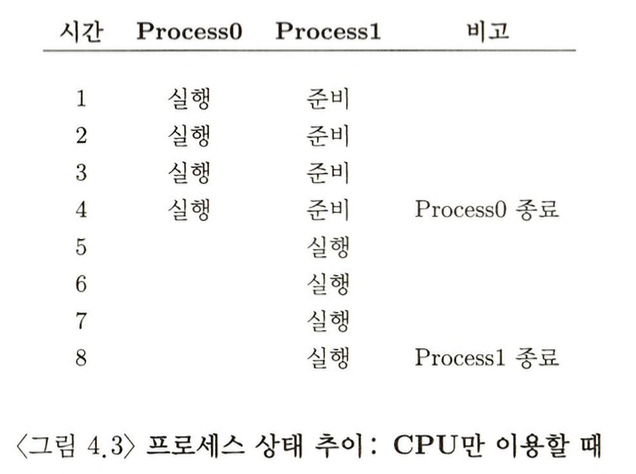 시간 Process0 Process1 비고
1 실행 준비
2 실행 준비
3 실행 준비
4 실행 준비 Process0 종료
5 실행
6 실행
7 실행
8 실행 Process1 종료
〈그림 4.3〉 프로세스 상태 추이: CPU만 이용할 때